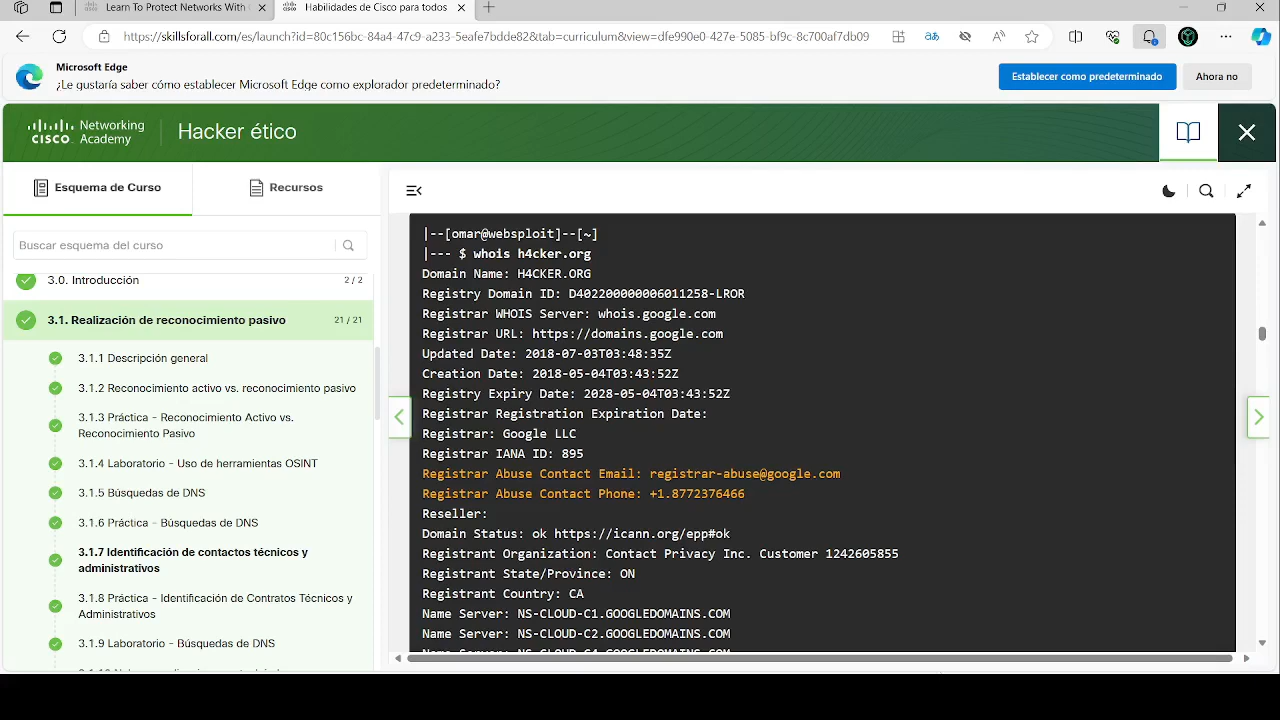 Learn To Protect Networks With
Habilidades de Cisco para todos
https://skillsforall.com/es/launch?id=80c156bc-84a4-47c9-a233-5eafe7bdde82&tab=curriculum&view=dfe990e0-427e-5085-bf9c-8c700af7db09
Microsoft Edge
¿Le gustaría saber cómo establecer Microsoft Edge como explorador predeterminado?
Establecer como predeterminado
Ahora no
CISCO
Networking
Academy
Hacker ético
Esquema de Curso
Recursos
Buscar esquema del curso
3.0. Introducción 2 / 2
3.1. Realización de reconocimiento pasivo 21 / 21
3.1.1 Descripción general
3.1.2 Reconocimiento activo vs. reconocimiento pasivo
3.1.3 Práctica - Reconocimiento Activo vs.
Reconocimiento Pasivo
3.1.4 Laboratorio - Uso de herramientas OSINT
3.1.5 Búsquedas de DNS
3.1.6 Práctica - Búsquedas de DNS
3.1.7 Identificación de contactos técnicos y
administrativos
3.1.8 Práctica - Identificación de Contratos Técnicos y
Administrativos
3.1.9 Laboratorio - Búsquedas de DNS
|--[omar@websploit]--[~]
|--- $ whois h4cker.org
Domain Name: H4CKER.ORG
Registry Domain ID: D402200000006011258-LROR
Registrar WHOIS Server: whois.google.com
Registrar URL: https://domains.google.com
Updated Date: 2018-07-03T03:48:35Z
Creation Date: 2018-05-04T03:43:52Z
Registry Expiry Date: 2028-05-04T03:43:52Z
Registrar Registration Expiration Date:
Registrar: Google LLC
Registrar IANA ID: 895
Registrar Abuse Contact Email: registrar-abuse@google.com
Registrar Abuse Contact Phone: +1.8772376466
Reseller:
Domain Status: ok https://icann.org/epp#ok
Registrant Organization: Contact Privacy Inc. Customer 1242605855
Registrant State/Province: ON
Registrant Country: CA
Name Server: NS-CLOUD-C1.GOOGLEDOMAINS.COM
Name Server: NS-CLOUD-C2.GOOGLEDOMAINS.COM